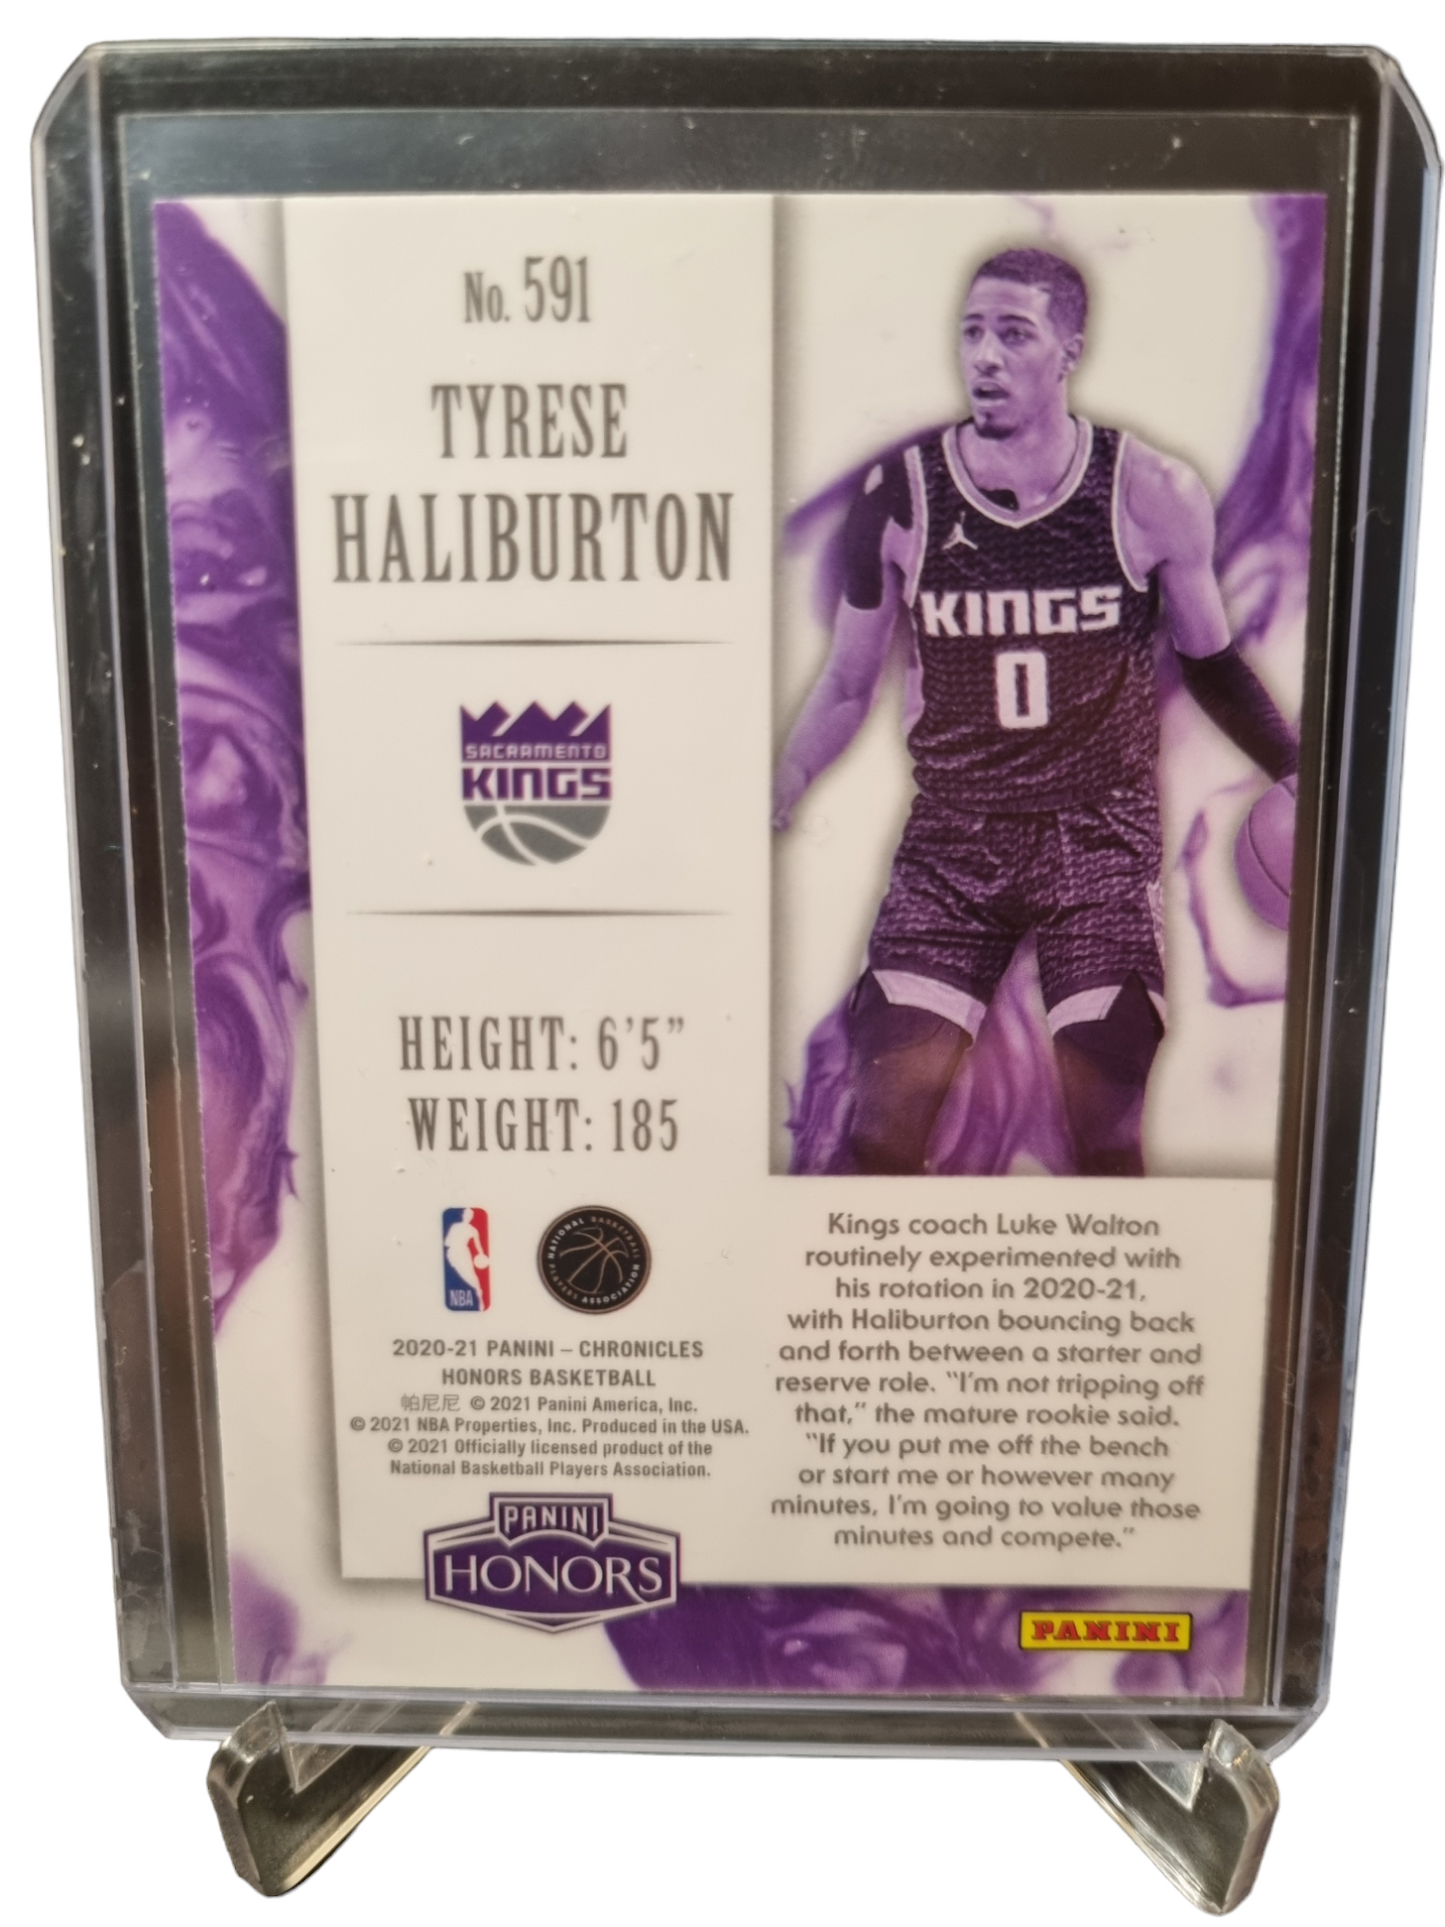 No. 591
TYRESE
HALIBURTON
SACRAMENTO
KINGS
HEIGHT: 6'5"
WEIGHT: 185
NBA
NATIONAL BASKETBALL
PLAYERS ASSOCIATION
2020-21 PANINI – CHRONICLES
HONORS BASKETBALL
帕尼尼 © 2021 Panini America, Inc.
© 2021 NBA Properties, Inc. Produced in the USA.
© 2021 Officially licensed product of the
National Basketball Players Association.
PANINI
HONORS
KINGS
0
Kings coach Luke Walton
routinely experimented with
his rotation in 2020-21,
with Haliburton bouncing back
and forth between a starter and
reserve role. "I'm not tripping off
that," the mature rookie said.
"If you put me off the bench
or start me or however many
minutes, I'm going to value those
minutes and compete."
PANINI